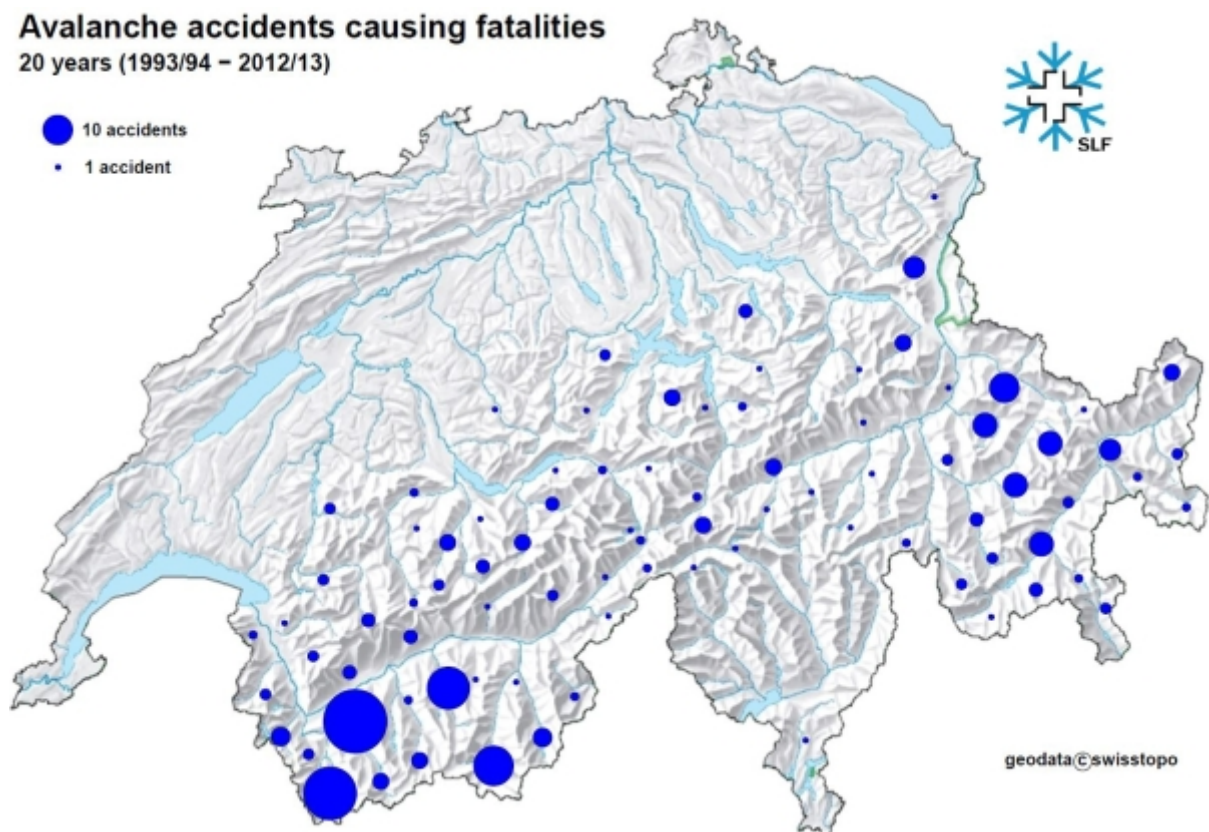 Avalanche accidents causing fatalities
20 years (1993/94 − 2012/13)
10 accidents
1 accident
SLF
geodata©swisstopo